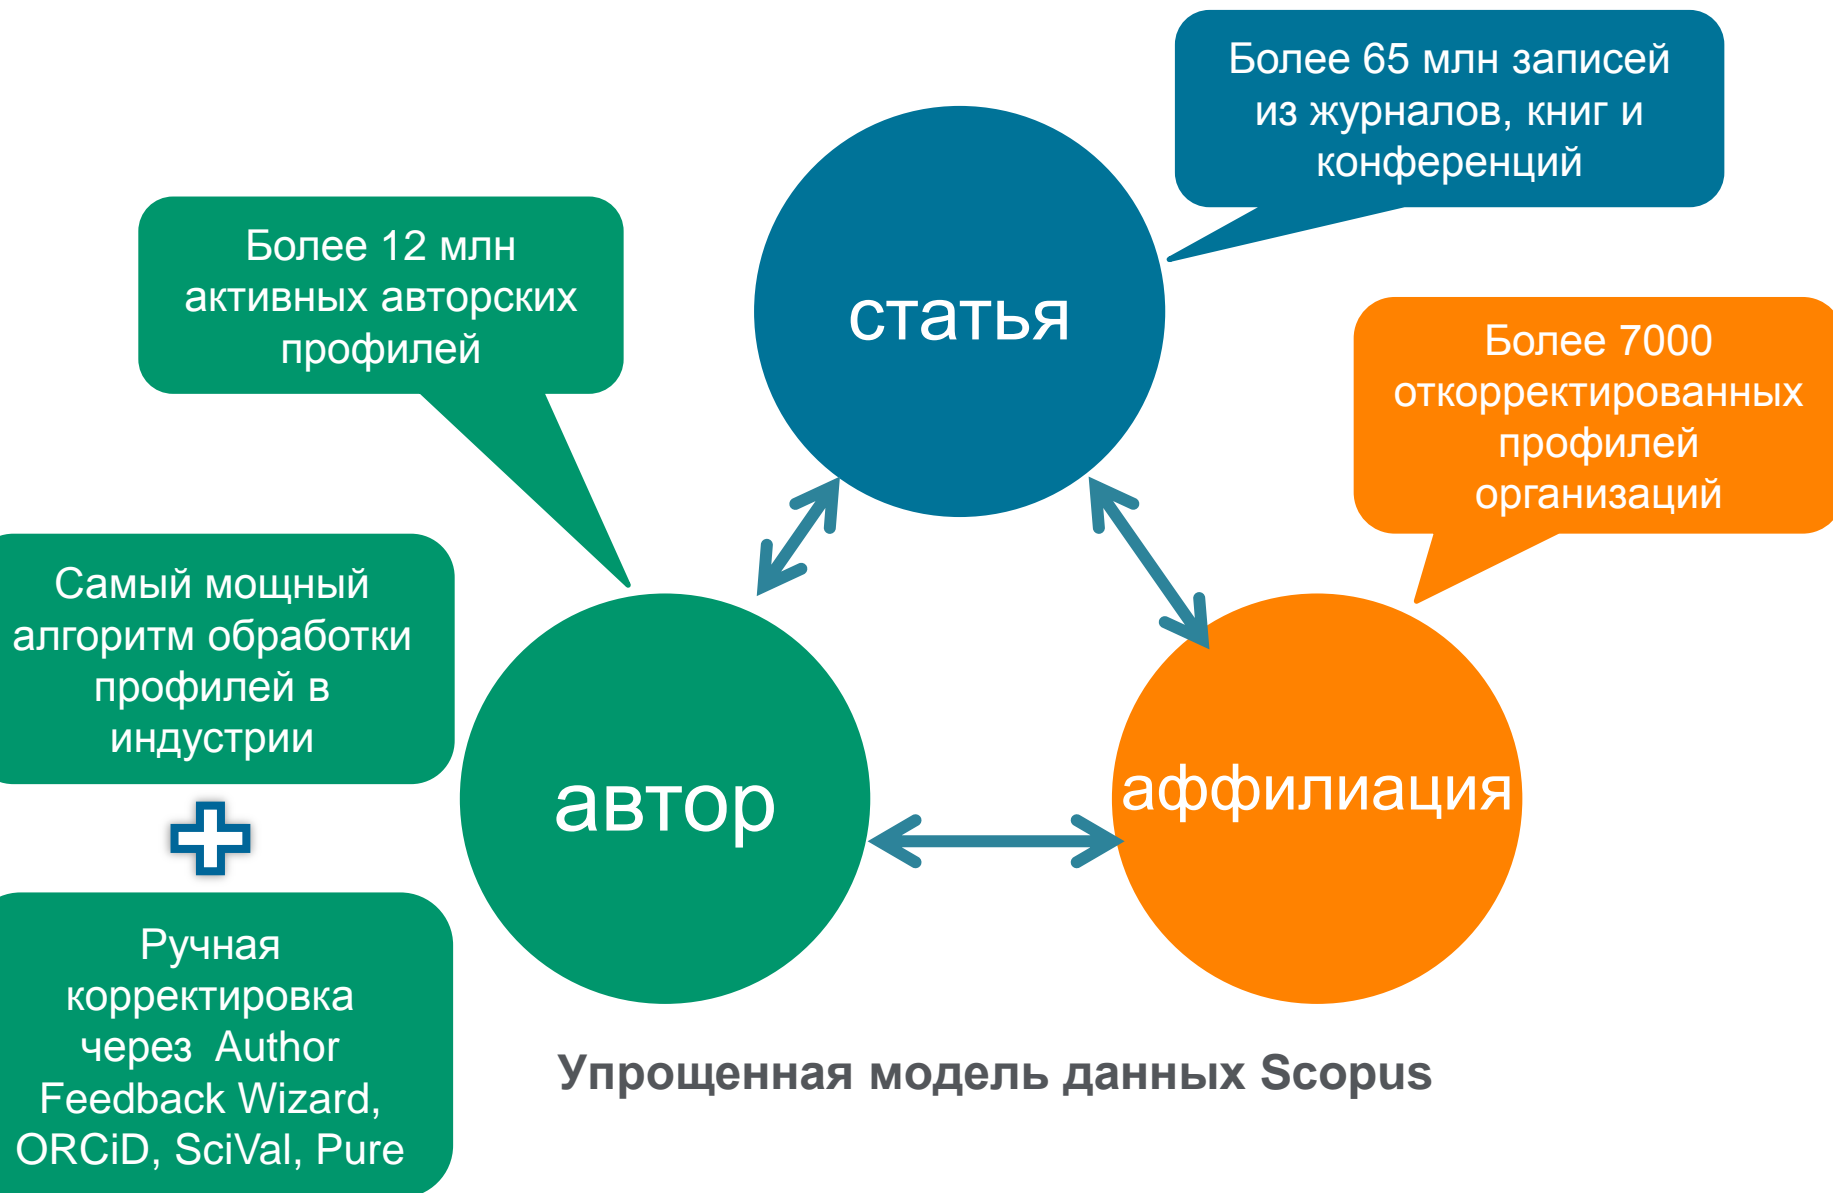 Более 65 млн записей
из журналов, книг и
конференций
Более 12 млн
активных авторских
профилей
статья
Более 7000
откорректированных
профилей
организаций
Самый мощный
алгоритм обработки
профилей в
индустрии
автор
аффилиация
Ручная
корректировка
через  Author
Feedback Wizard,
ORCiD, SciVal, Pure
Упрощенная модель данных Scopus